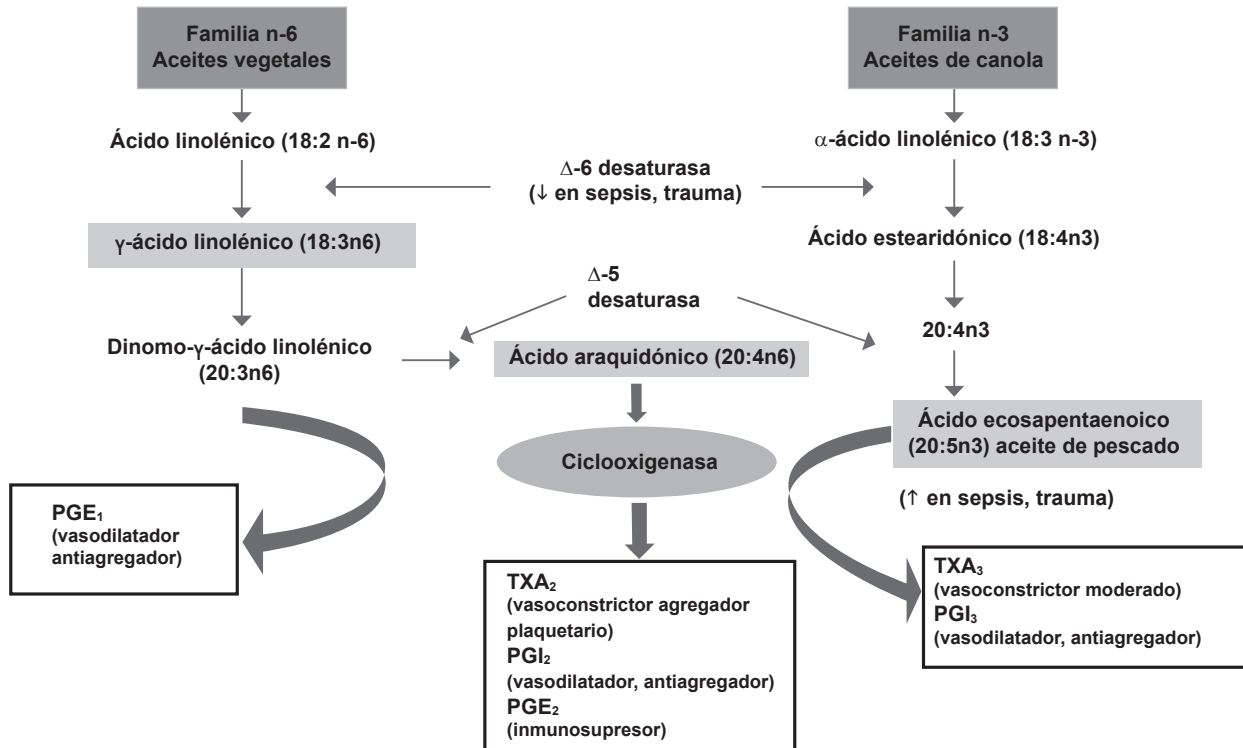 Familia n-6
Aceites vegetales
Familia n-3
Aceites de canola
Ácido linolénico (18:2 n-6)
α-ácido linolénico (18:3 n-3)
Δ-6 desaturasa
(↓ en sepsis, trauma)
γ-ácido linolénico (18:3n6)
Ácido estearidónico (18:4n3)
Δ-5
desaturasa
Dinomo-γ-ácido linolénico
(20:3n6)
Ácido araquidónico (20:4n6)
20:4n3
Ácido ecosapentaenoico
(20:5n3) aceite de pescado
Ciclooxigenasa
(↑ en sepsis, trauma)
PGE₁
(vasodilatador
antiagregador)
TXA₂
(vasoconstrictor agregador
plaquetario)
PGI₂
(vasodilatador, antiagregador)
PGE₂
(inmunosupresor)
TXA₃
(vasoconstrictor moderado)
PGI₃
(vasodilatador, antiagregador)